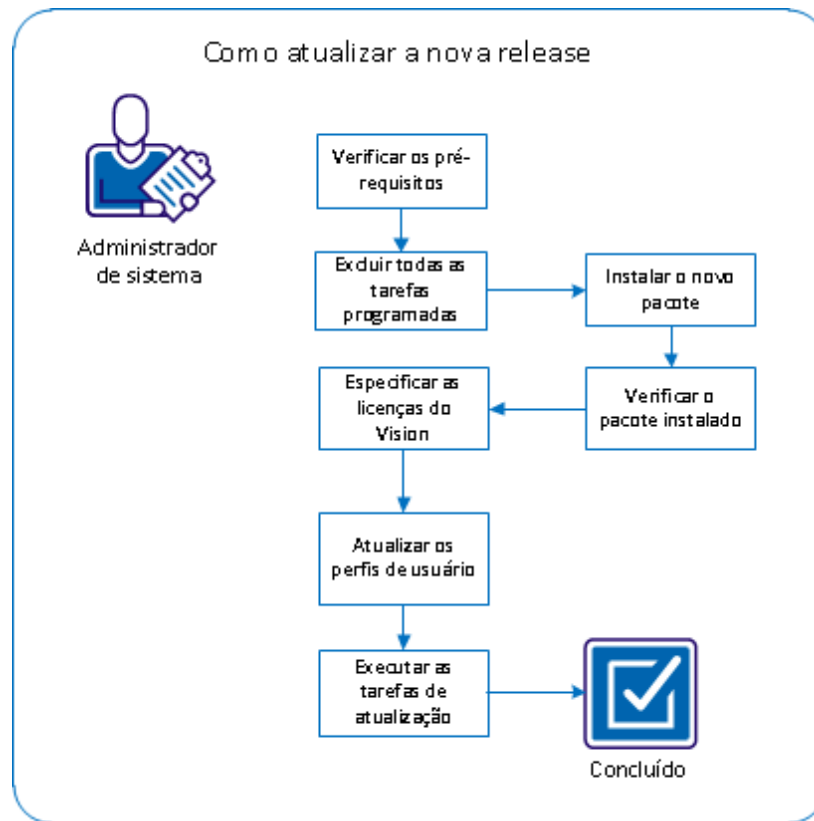 Como atualizar a nova release
Administrador
de sistema
Verificar os pré-
requisitos
Excluir todas as
tarefas
programadas
Instalar o novo
pacote
Verificar o
pacote instalado
Especificar as
licenças do
Vision
Atualizar os
perfis de usuário
Executar as
tarefas de
atualização
Concluído